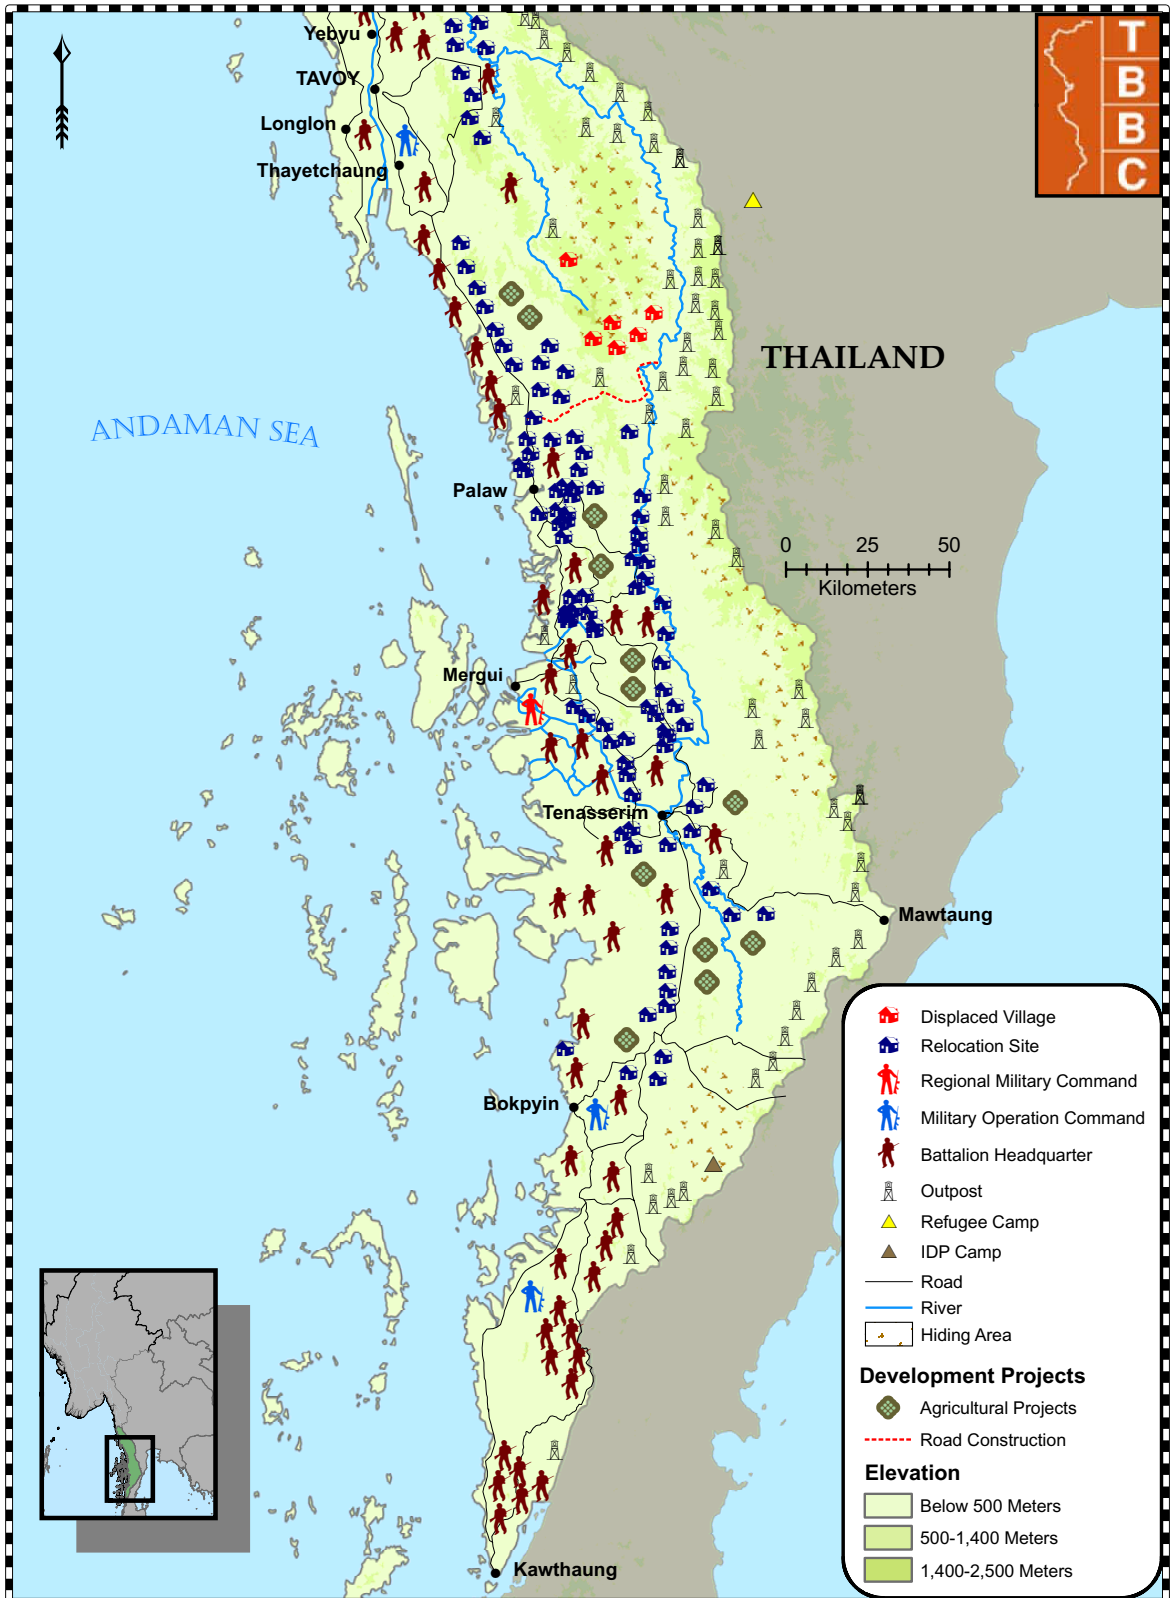 Yebyu
TAVOY
Longlon
Thayetchaung
T
B
B
C
THAILAND
ANDAMAN SEA
Palaw
0 25 50
Kilometers
Mergui
Tenasserim
Mawtaung
Bokpyin
Kawthaung
Displaced Village
Relocation Site
Regional Military Command
Military Operation Command
Battalion Headquarter
Outpost
Refugee Camp
IDP Camp
Road
River
Hiding Area
Development Projects
Agricultural Projects
Road Construction
Elevation
Below 500 Meters
500-1,400 Meters
1,400-2,500 Meters